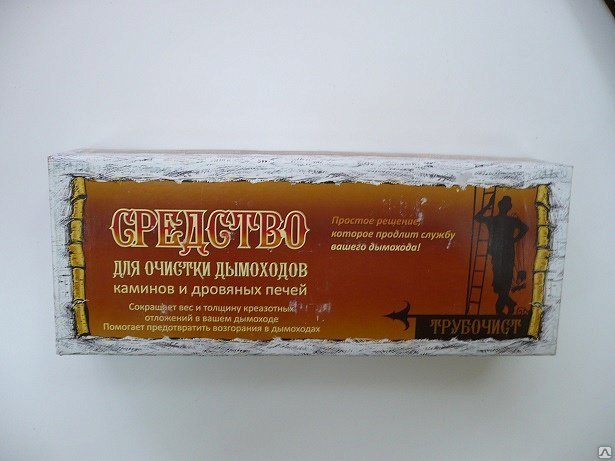 СРЕДСТВО
ДЛЯ ОЧИСТКИ ДЫМОХОДОВ
КАМИНОВ И ДРОВЯНЫХ ПЕЧЕЙ
Сокращает вес и толщину креазотных
отложений в вашем дымоходе
Помогает предотвратить возгорания в дымоходах
Простое решение,
которое продлит службу
вашего дымохода!
ТРУБОЧИСТ